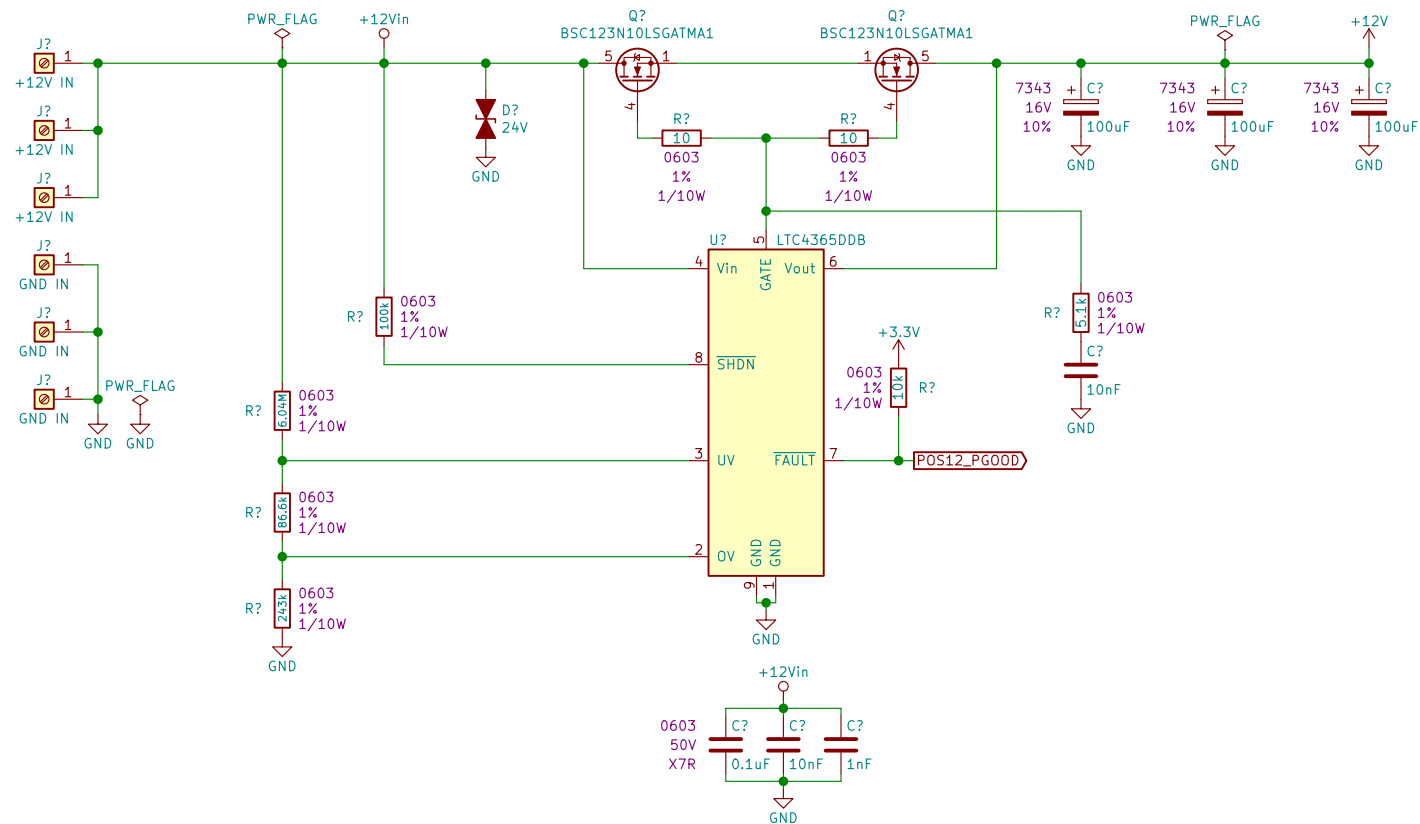 PWR_FLAG
+12Vin
Q?
BSC123N10LSGATMA1
Q?
BSC123N10LSGATMA1
PWR_FLAG
+12V
J?
1
+12V IN
J?
1
+12V IN
J?
1
+12V IN
J?
1
GND IN
J?
1
GND IN
J?
1
GND IN
GND
PWR_FLAG
GND
D?
24V
GND
5
1
4
1
5
4
R?
10
0603
1%
1/10W
R?
10
0603
1%
1/10W
7343
16V
10%
+
C?
100uF
GND
7343
16V
10%
+
C?
100uF
GND
7343
16V
10%
+
C?
100uF
GND
U?
LTC4365DDB
5
GATE
4
Vin
Vout
6
8
SHDN
3
UV
FAULT
7
2
OV
GND
GND
9
1
GND
R?
100k
0603
1%
1/10W
R?
6.04M
0603
1%
1/10W
R?
86.6k
0603
1%
1/10W
R?
243k
0603
1%
1/10W
GND
+3.3V
0603
1%
1/10W
10k
R?
POS12_PGOOD
R?
5.1k
0603
1%
1/10W
C?
10nF
GND
+12Vin
0603
50V
X7R
C?
0.1uF
C?
10nF
C?
1nF
GND